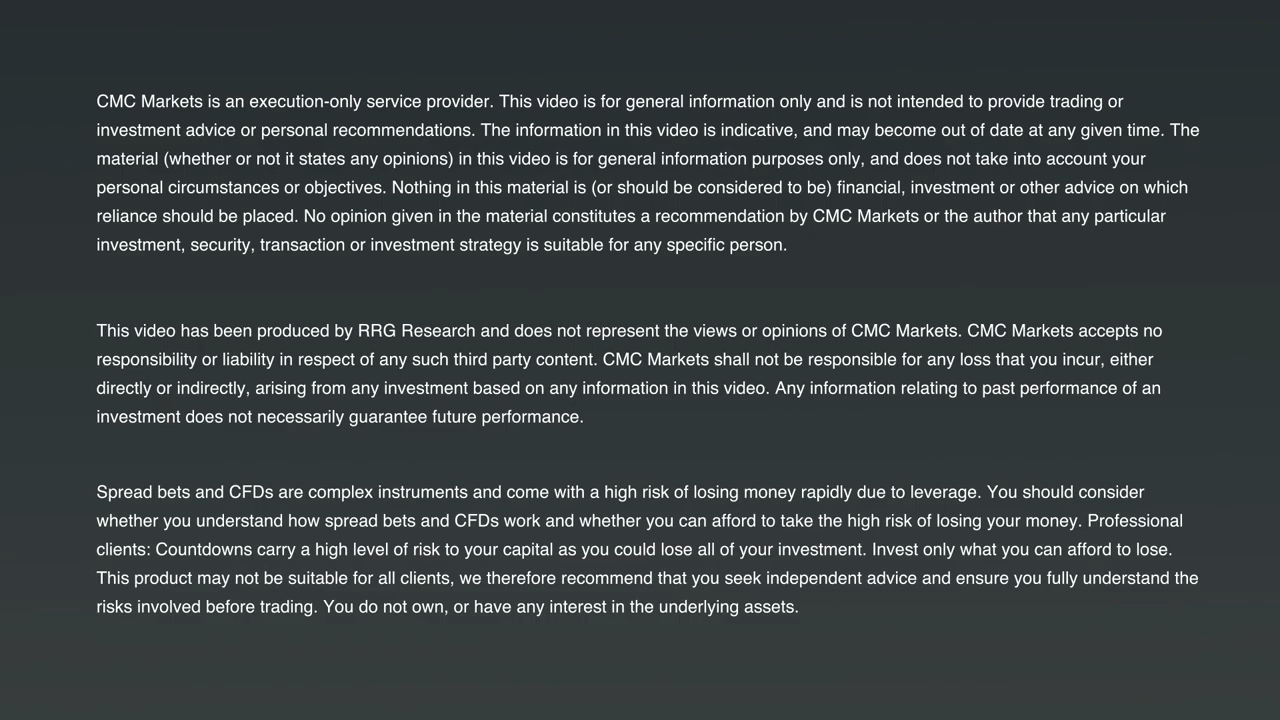 CMC Markets is an execution-only service provider. This video is for general information only and is not intended to provide trading or
investment advice or personal recommendations. The information in this video is indicative, and may become out of date at any given time. The
material (whether or not it states any opinions) in this video is for general information purposes only, and does not take into account your
personal circumstances or objectives. Nothing in this material is (or should be considered to be) financial, investment or other advice on which
reliance should be placed. No opinion given in the material constitutes a recommendation by CMC Markets or the author that any particular
investment, security, transaction or investment strategy is suitable for any specific person.
This video has been produced by RRG Research and does not represent the views or opinions of CMC Markets. CMC Markets accepts no
responsibility or liability in respect of any such third party content. CMC Markets shall not be responsible for any loss that you incur, either
directly or indirectly, arising from any investment based on any information in this video. Any information relating to past performance of an
investment does not necessarily guarantee future performance.
Spread bets and CFDs are complex instruments and come with a high risk of losing money rapidly due to leverage. You should consider
whether you understand how spread bets and CFDs work and whether you can afford to take the high risk of losing your money. Professional
clients: Countdowns carry a high level of risk to your capital as you could lose all of your investment. Invest only what you can afford to lose.
This product may not be suitable for all clients, we therefore recommend that you seek independent advice and ensure you fully understand the
risks involved before trading. You do not own, or have any interest in the underlying assets.